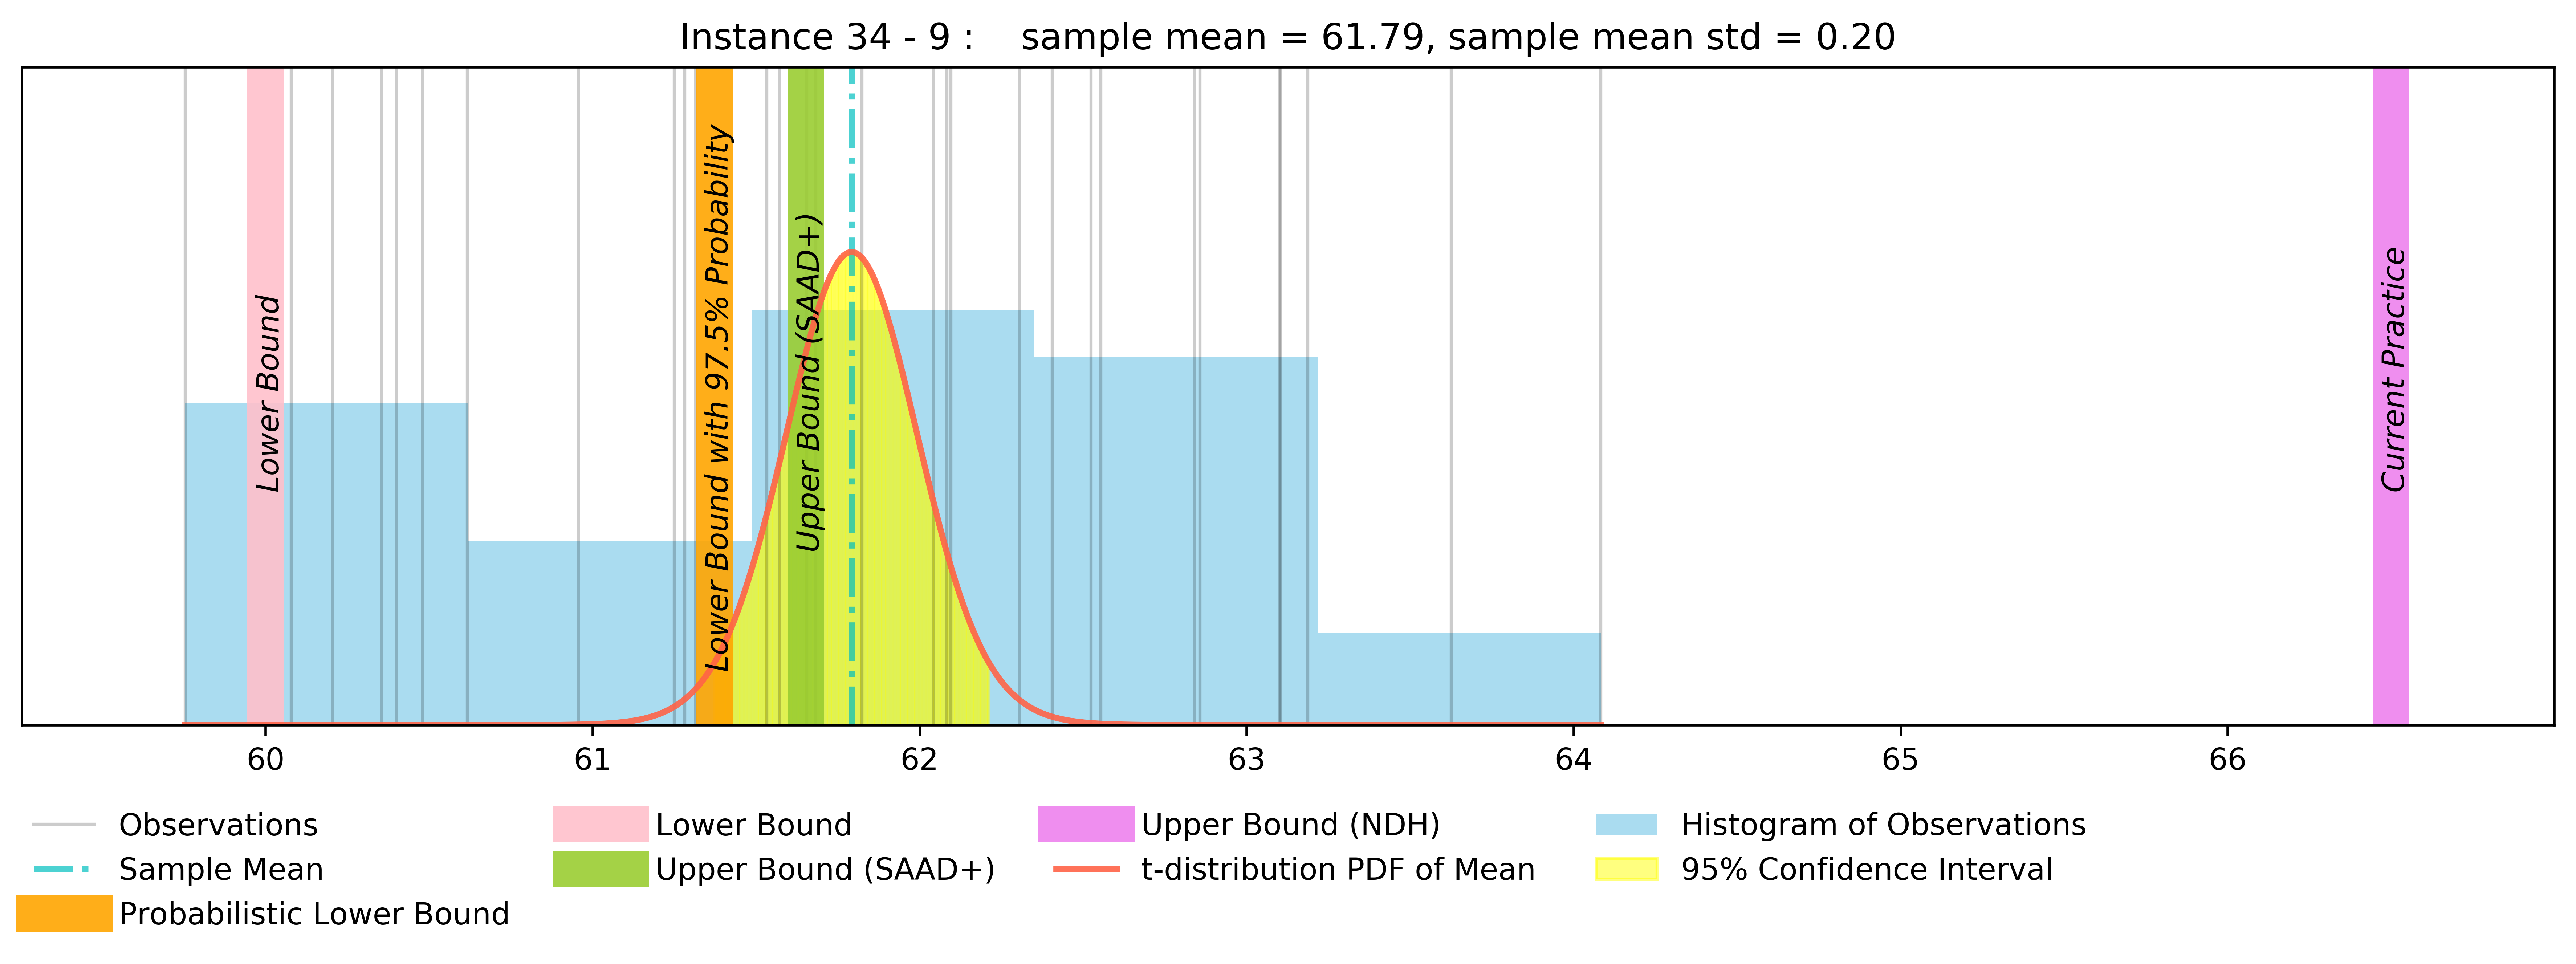 Instance 34 - 9 :    sample mean = 61.79, sample mean std = 0.20
Lower Bound
Lower Bound with 97.5% Probability
Upper Bound (SAAD+)
Current Practice
60 61 62 63 64 65 66
Observations Lower Bound Upper Bound (NDH) Histogram of Observations
Sample Mean Upper Bound (SAAD+) t-distribution PDF of Mean 95% Confidence Interval
Probabilistic Lower Bound